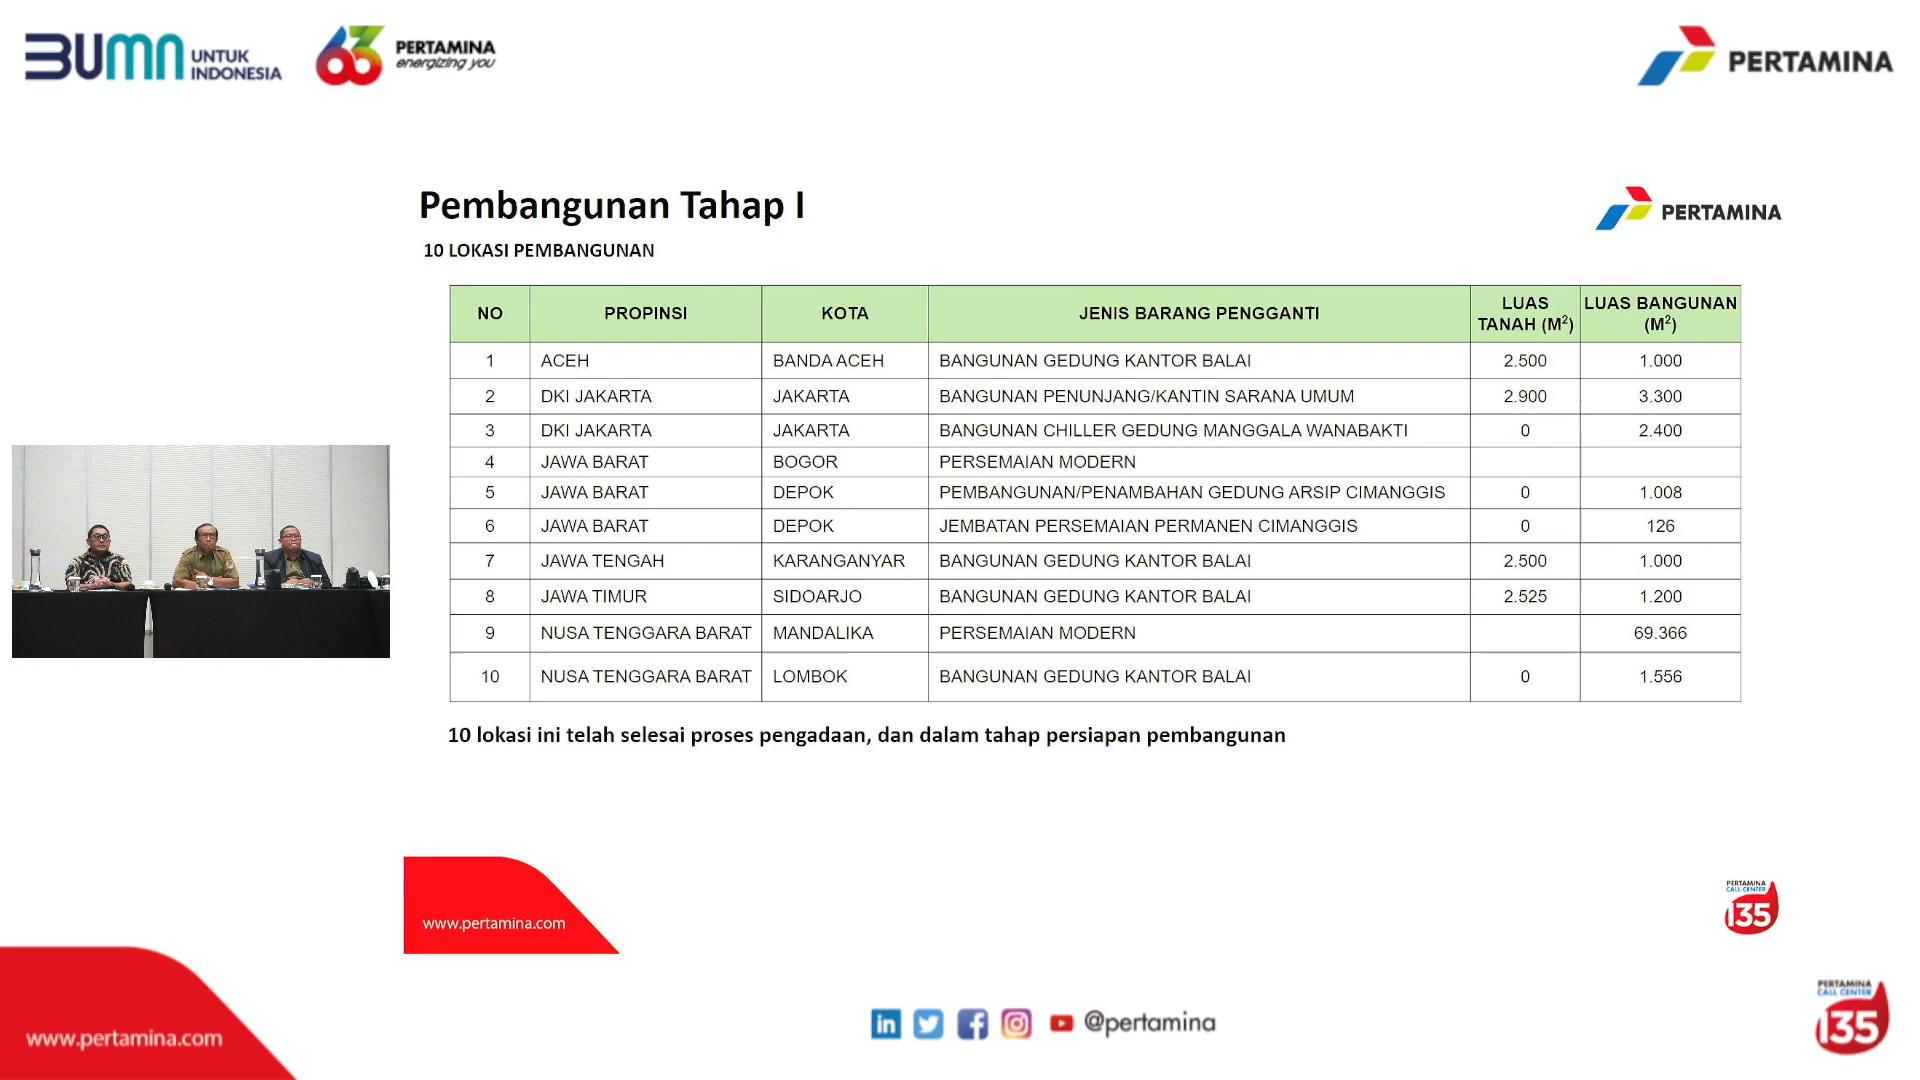 BUMN UNTUK INDONESIA
63 PERTAMINA energizing you
PERTAMINA
Pembangunan Tahap I
PERTAMINA
10 LOKASI PEMBANGUNAN
NO PROPINSI KOTA JENIS BARANG PENGGANTI LUAS TANAH (M²) LUAS BANGUNAN (M²)
1 ACEH BANDA ACEH BANGUNAN GEDUNG KANTOR BALAI 2.500 1.000
2 DKI JAKARTA JAKARTA BANGUNAN PENUNJANG/KANTIN SARANA UMUM 2.900 3.300
3 DKI JAKARTA JAKARTA BANGUNAN CHILLER GEDUNG MANGGALA WANABAKTI 0 2.400
4 JAWA BARAT BOGOR PERSEMAIAN MODERN
5 JAWA BARAT DEPOK PEMBANGUNAN/PENAMBAHAN GEDUNG ARSIP CIMANGGIS 0 1.008
6 JAWA BARAT DEPOK JEMBATAN PERSEMAIAN PERMANEN CIMANGGIS 0 126
7 JAWA TENGAH KARANGANYAR BANGUNAN GEDUNG KANTOR BALAI 2.500 1.000
8 JAWA TIMUR SIDOARJO BANGUNAN GEDUNG KANTOR BALAI 2.525 1.200
9 NUSA TENGGARA BARAT MANDALIKA PERSEMAIAN MODERN 69.366
10 NUSA TENGGARA BARAT LOMBOK BANGUNAN GEDUNG KANTOR BALAI 0 1.556
10 lokasi ini telah selesai proses pengadaan, dan dalam tahap persiapan pembangunan
www.pertamina.com
PERTAMINA
CALL CENTER
135
www.pertamina.com
@pertamina
PERTAMINA
CALL CENTER
135